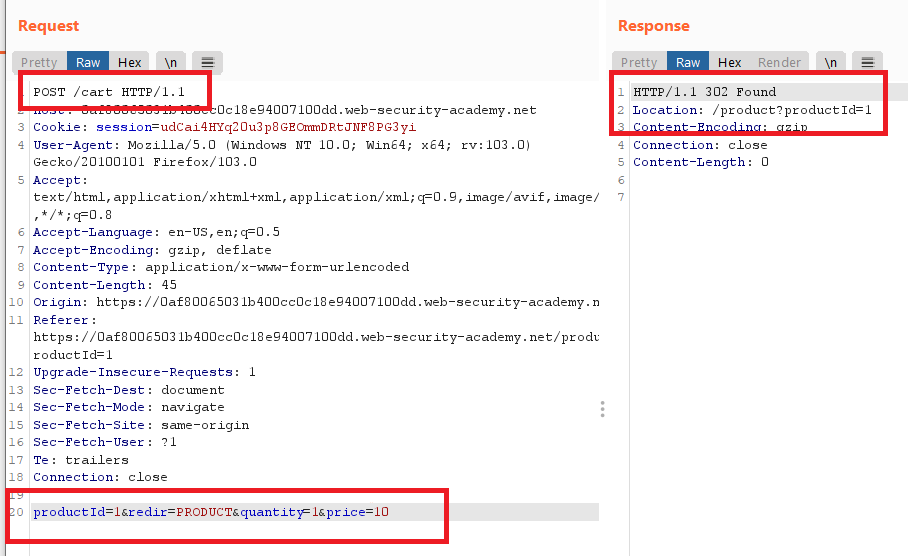 Request
Pretty Raw Hex \n
1 POST /cart HTTP/1.1
2 Host: 0af80065031b400cc0c18e94007100dd.web-security-academy.net
3 Cookie: session=udCai4HYq2Ou3p8GEOmmDRtJNF8PG3yi
4 User-Agent: Mozilla/5.0 (Windows NT 10.0; Win64; x64; rv:103.0)
Gecko/20100101 Firefox/103.0
5 Accept:
text/html,application/xhtml+xml,application/xml;q=0.9,image/avif,image/
,*/*;q=0.8
6 Accept-Language: en-US,en;q=0.5
7 Accept-Encoding: gzip, deflate
8 Content-Type: application/x-www-form-urlencoded
9 Content-Length: 45
10 Origin: https://0af80065031b400cc0c18e94007100dd.web-security-academy.n
11 Referer:
https://0af80065031b400cc0c18e94007100dd.web-security-academy.net/produ
roductId=1
12 Upgrade-Insecure-Requests: 1
13 Sec-Fetch-Dest: document
14 Sec-Fetch-Mode: navigate
15 Sec-Fetch-Site: same-origin
16 Sec-Fetch-User: ?1
17 Te: trailers
18 Connection: close
19
20 productId=1&redir=PRODUCT&quantity=1&price=10
Response
Pretty Raw Hex Render \n
1 HTTP/1.1 302 Found
2 Location: /product?productId=1
3 Content-Encoding: gzip
4 Connection: close
5 Content-Length: 0
6
7